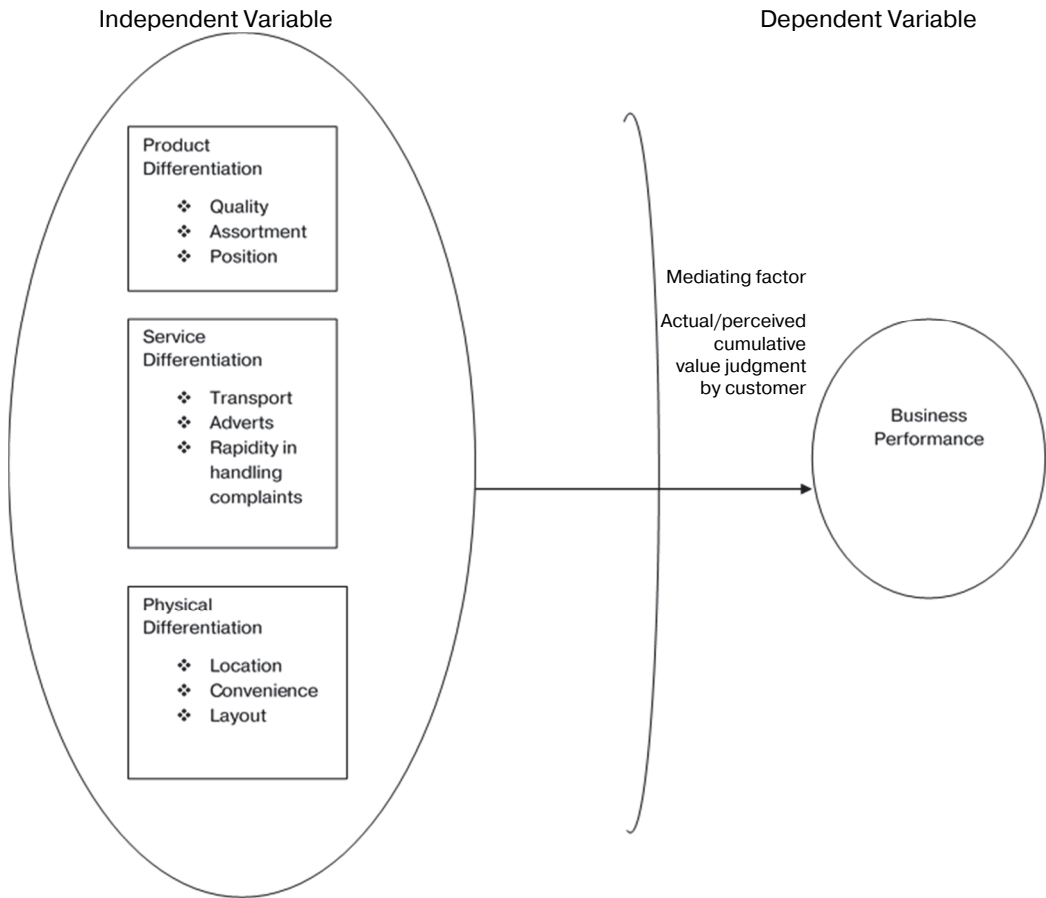 Independent Variable
Dependent Variable
Product
Differentiation
❖ Quality
❖ Assortment
❖ Position
Service
Differentiation
❖ Transport
❖ Adverts
❖ Rapidity in
handling
complaints
Physical
Differentiation
❖ Location
❖ Convenience
❖ Layout
Mediating factor
Actual/perceived
cumulative
value judgment
by customer
Business
Performance